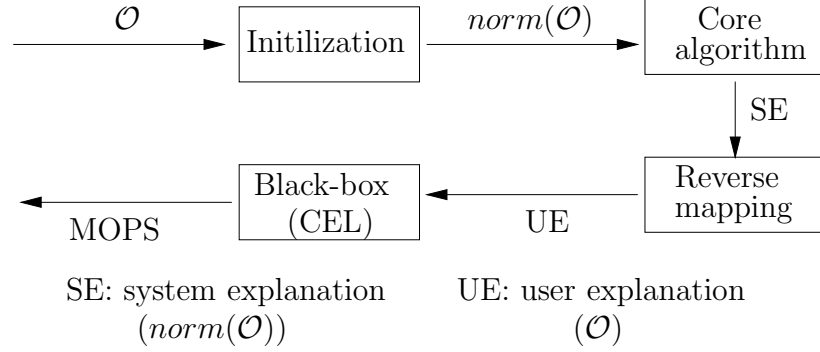 𝒪
Initilization
norm(𝒪)
Core
algorithm
SE
Reverse
mapping
UE
Black-box
(CEL)
MOPS
SE: system explanation
(norm(𝒪))
UE: user explanation
(𝒪)